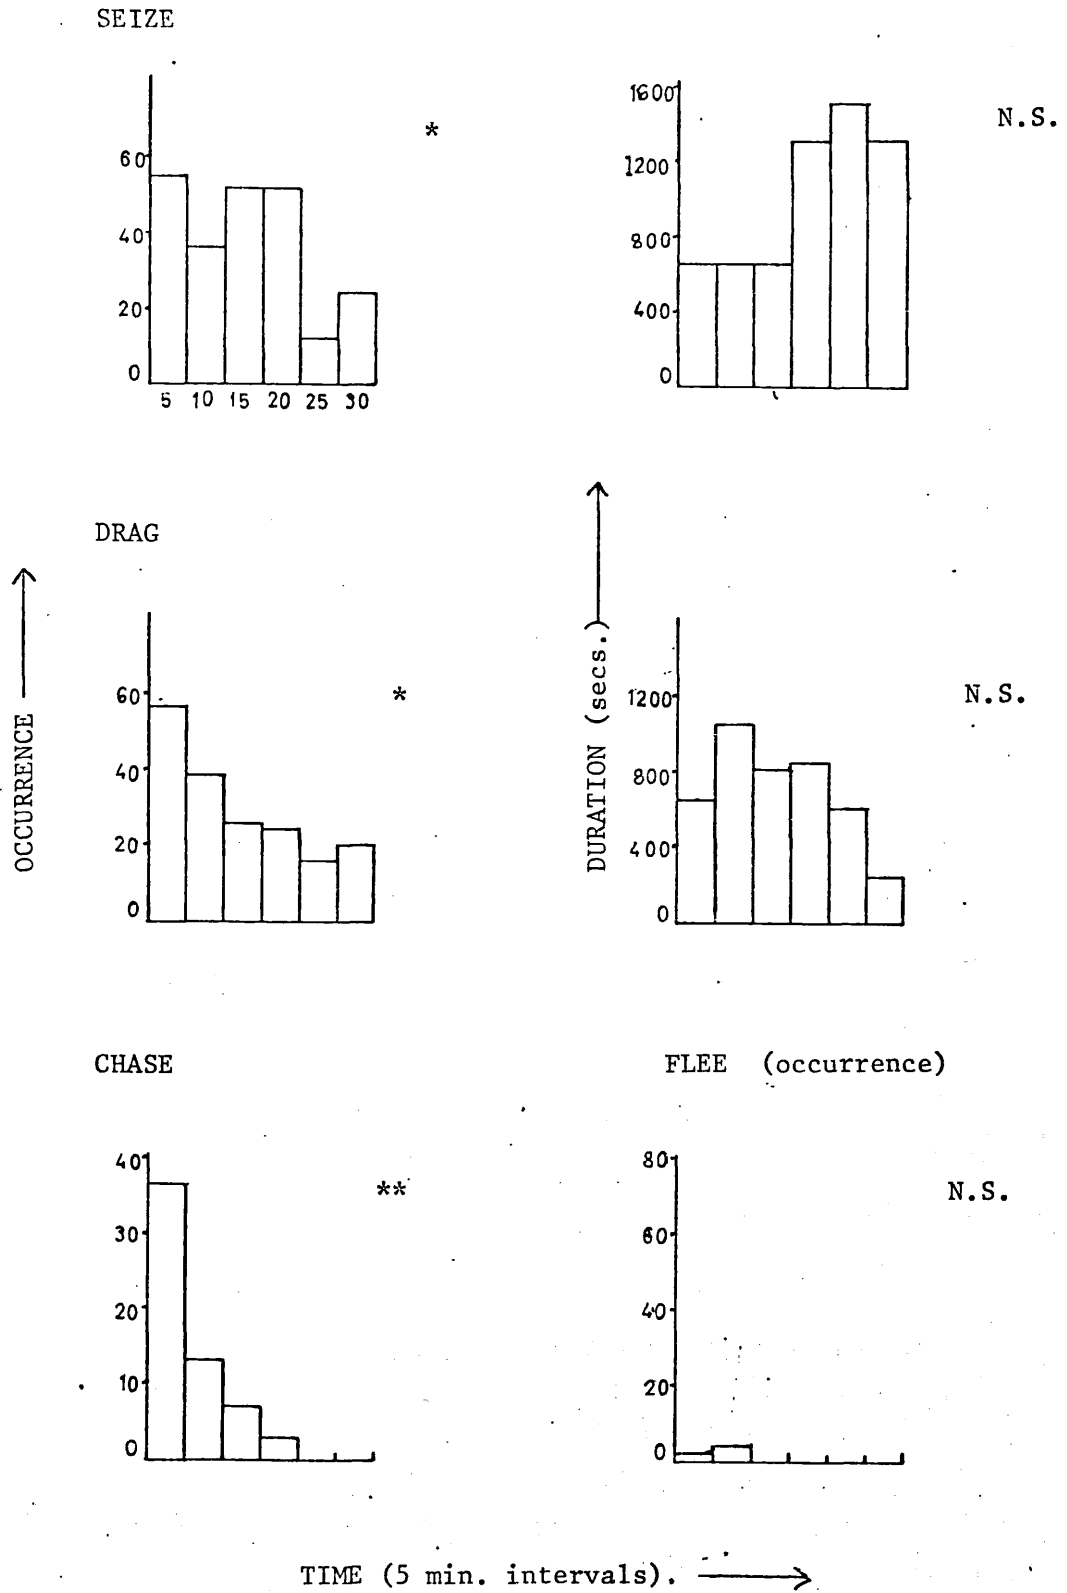 SEIZE
*
60
40
20
0
5 10 15 20 25 30
1600
1200
800
400
0
N.S.
DRAG
OCCURRENCE
60
40
20
0
*
DURATION (secs.)
1200
800
400
0
N.S.
CHASE
40
30
20
10
0
**
FLEE (occurrence)
80
60
40
20
0
N.S.
TIME (5 min. intervals).